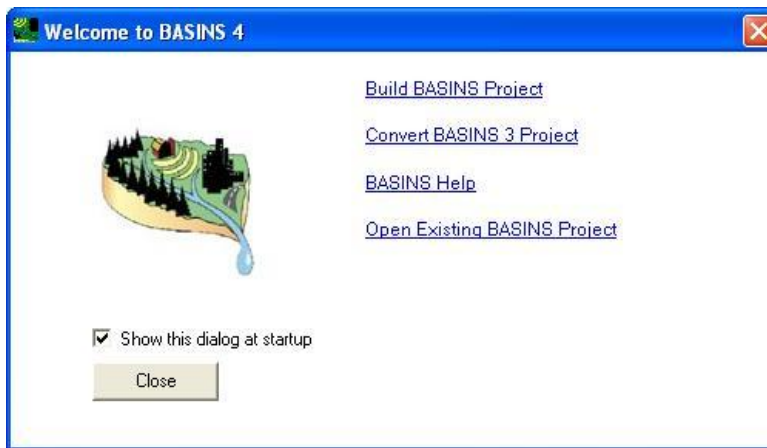 Welcome to BASINS 4
Build BASINS Project
Convert BASINS 3 Project
BASINS Help
Open Existing BASINS Project
Show this dialog at startup
Close